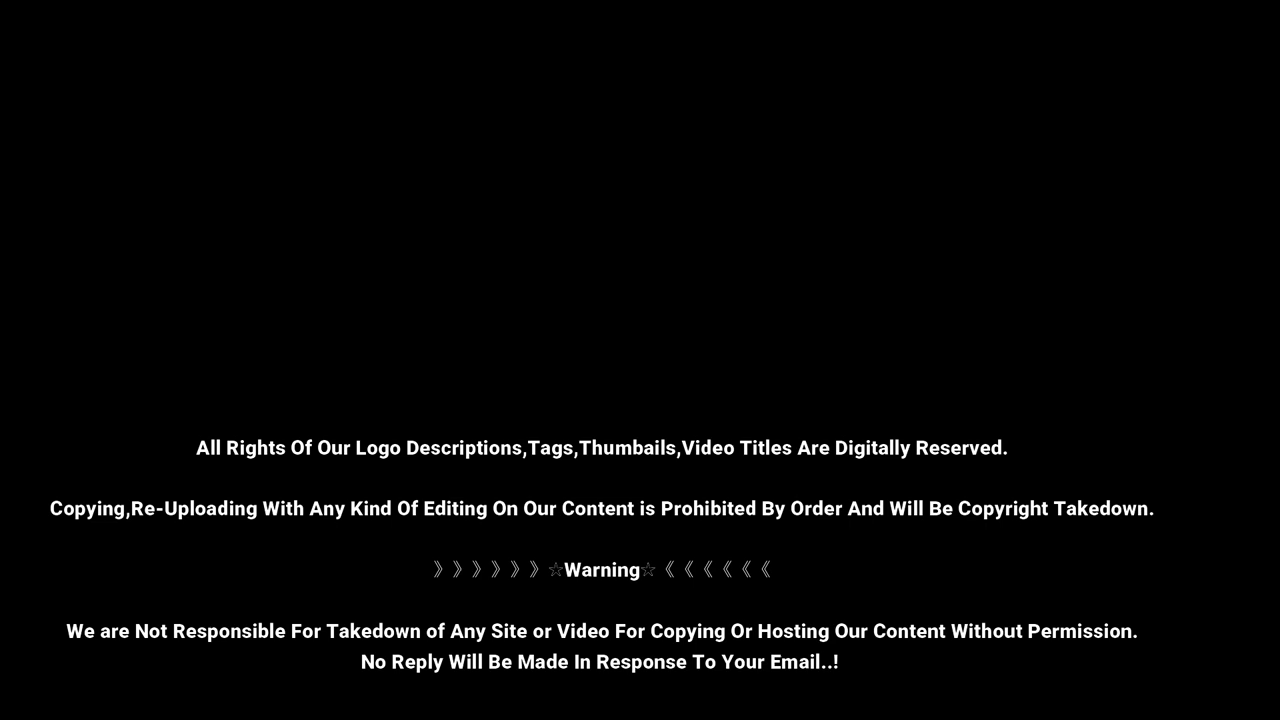 All Rights Of Our Logo Descriptions,Tags,Thumbails,Video Titles Are Digitally Reserved.
Copying,Re-Uploading With Any Kind Of Editing On Our Content is Prohibited By Order And Will Be Copyright Takedown.
》》》》》》☆Warning☆《《《《《《
We are Not Responsible For Takedown of Any Site or Video For Copying Or Hosting Our Content Without Permission.
No Reply Will Be Made In Response To Your Email..!